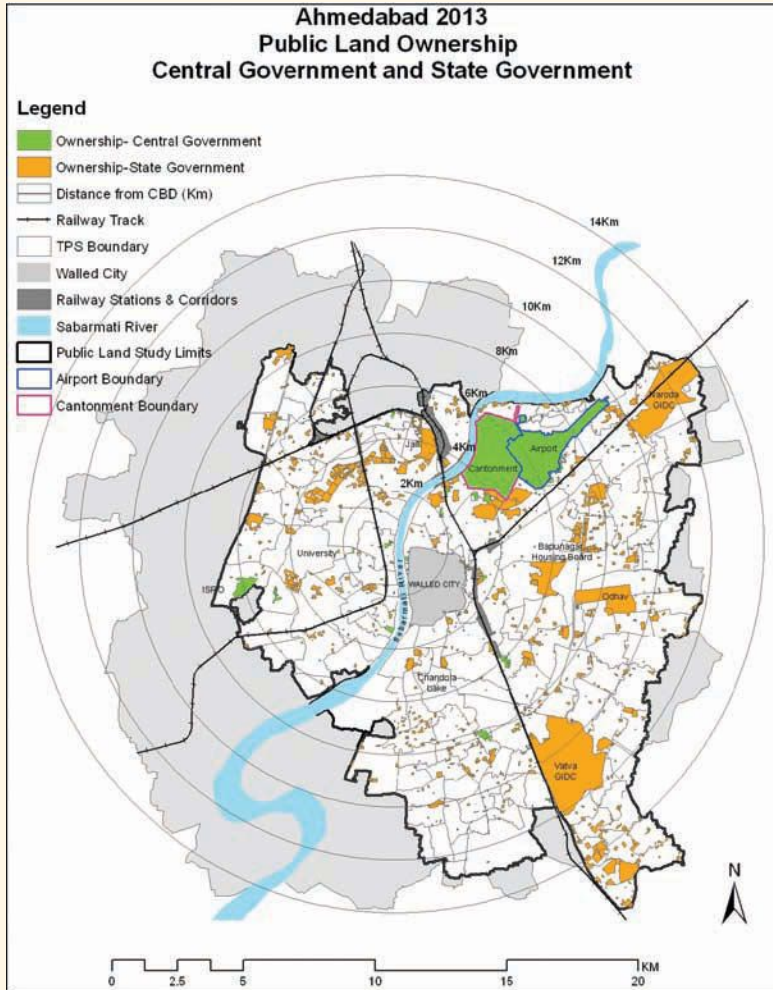 Ahmedabad 2013
Public Land Ownership
Central Government and State Government
Legend
Ownership- Central Government
Ownership-State Government
Distance from CBD (Km)
Railway Track
TPS Boundary
Walled City
Railway Stations & Corridors
Sabarmati River
Public Land Study Limits
Airport Boundary
Cantonment Boundary
14Km
12Km
10Km
8Km
6Km
4Km
2Km
Naroda
GIDC
Jail
Airport
Cantonment
University
Bapunagar
Housing Board
ISRO
WALLED CITY
Odhav
Sabarmati River
Chandola
lake
Vatva
GIDC
N
0 2.5 5 10 15 20 KM